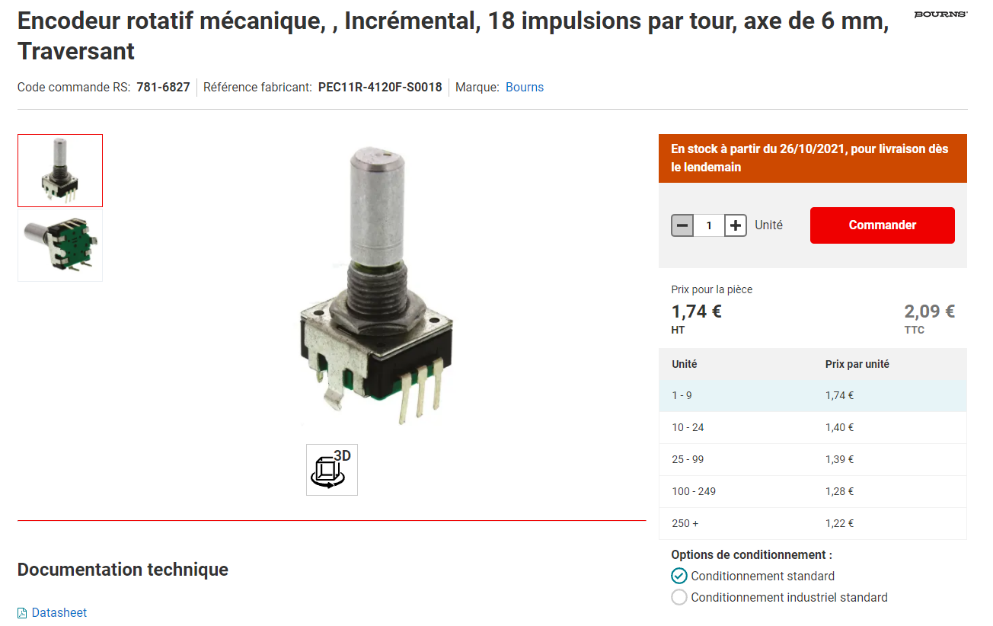 Encodeur rotatif mécanique, , Incrémental, 18 impulsions par tour, axe de 6 mm,
Traversant
BOURNS
Code commande RS: 781-6827 Référence fabricant: PEC11R-4120F-S0018 Marque: Bourns
En stock à partir du 26/10/2021, pour livraison dès
le lendemain
1 Unité Commander
Prix pour la pièce
1,74 € 2,09 €
HT TTC
Unité Prix par unité
1 - 9 1,74 €
10 - 24 1,40 €
25 - 99 1,39 €
100 - 249 1,28 €
250 + 1,22 €
Options de conditionnement :
Conditionnement standard
Conditionnement industriel standard
3D
Documentation technique
Datasheet